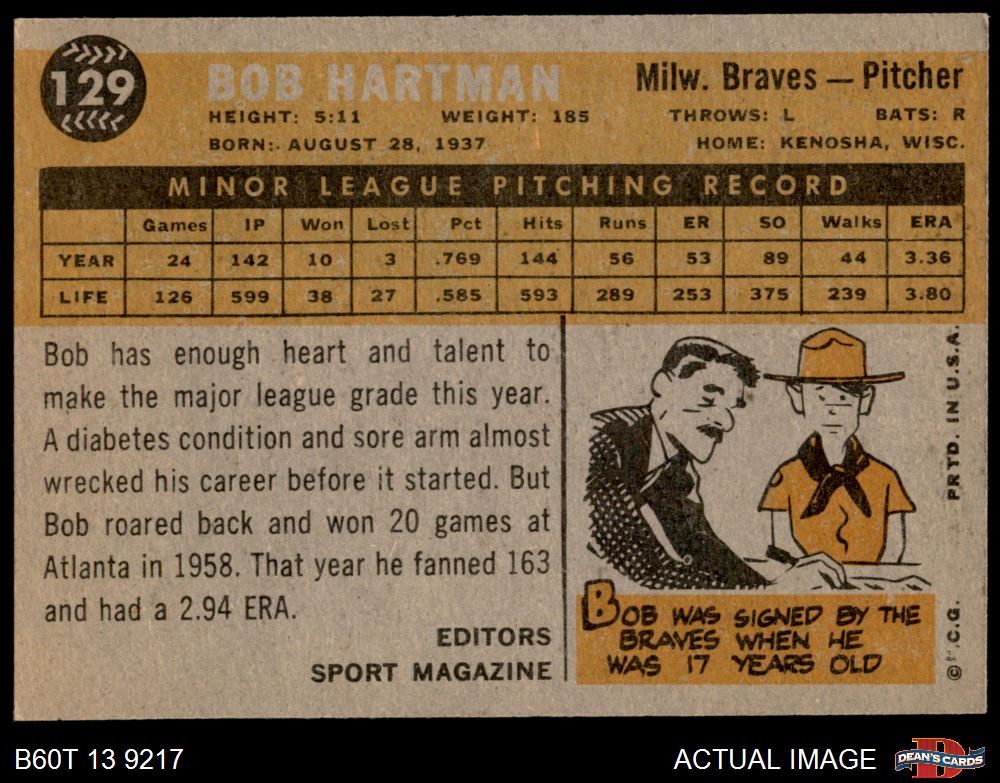 129
BOB HARTMAN
Milw. Braves — Pitcher
HEIGHT: 5:11 WEIGHT: 185 THROWS: L BATS: R
BORN: AUGUST 28, 1937 HOME: KENOSHA, WISC.
MINOR LEAGUE PITCHING RECORD
Games IP Won Lost Pct Hits Runs ER SO Walks ERA
YEAR 24 142 10 3 .769 144 56 53 89 44 3.36
LIFE 126 599 38 27 .585 593 289 253 375 239 3.80
Bob has enough heart and talent to
make the major league grade this year.
A diabetes condition and sore arm almost
wrecked his career before it started. But
Bob roared back and won 20 games at
Atlanta in 1958. That year he fanned 163
and had a 2.94 ERA.
EDITORS
SPORT MAGAZINE
BOB WAS SIGNED BY THE
BRAVES WHEN HE
WAS 17 YEARS OLD
© T.C.G. PRTD. IN U.S.A.
B60T 13 9217
ACTUAL IMAGE
D
DEAN'S CARDS